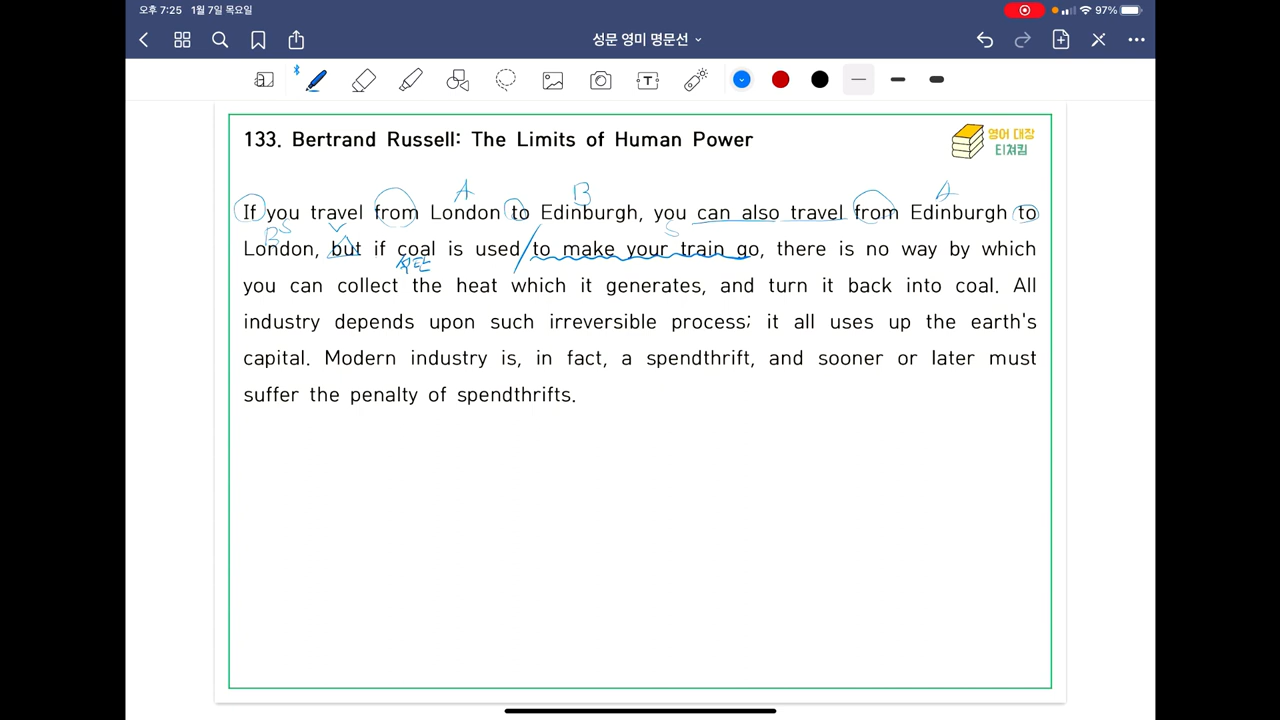 오후 7:25 1월 7일 목요일
97%
성문 영미 명문선
T
133. Bertrand Russell: The Limits of Human Power
영어 대장
티쳐킴
A B A
If you travel from London to Edinburgh, you can also travel from Edinburgh to
B S V S
London, but if coal is used to make your train go, there is no way by which
석탄
you can collect the heat which it generates, and turn it back into coal. All
industry depends upon such irreversible process; it all uses up the earth's
capital. Modern industry is, in fact, a spendthrift, and sooner or later must
suffer the penalty of spendthrifts.